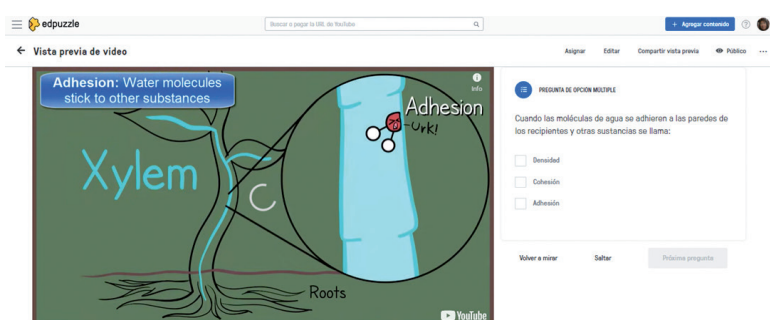 edpuzzle
Buscar o pegar la URL de YouTube
+ Agregar contenido
Vista previa de video
Asignar Editar Compartir vista previa Público ...
Adhesion: Water molecules
stick to other substances
Info
Adhesion
-Urk!
Xylem
Roots
YouTube
PREGUNTA DE OPCIÓN MÚLTIPLE
Cuando las moléculas de agua se adhieren a las paredes de
los recipientes y otras sustancias se llama:
Densidad
Cohesión
Adhesión
Volver a mirar Saltar Próxima pregunta